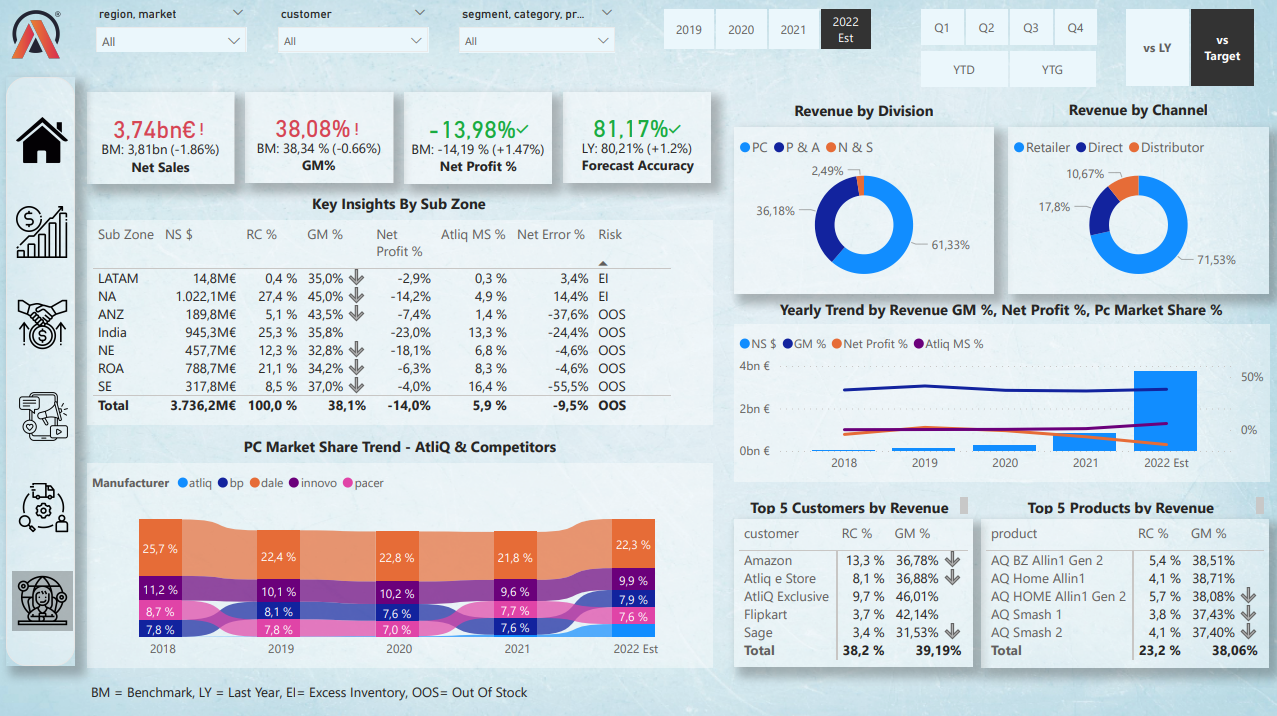 region, market
customer
segment, category, pr...
All
All
All
2019
2020
2021
2022
Est
Q1
Q2
Q3
Q4
YTD
YTG
vs LY
vs
Target
3,74bn€ !
BM: 3,81bn (-1.86%)
Net Sales
38,08% !
BM: 38,34 % (-0.66%)
GM%
-13,98%✓
BM: -14,19 % (+1.47%)
Net Profit %
81,17%✓
LY: 80,21% (+1.2%)
Forecast Accuracy
Key Insights By Sub Zone
Sub Zone NS $ RC % GM % Net Profit % Atliq MS % Net Error % Risk
LATAM 14,8M€ 0,4 % 35,0% -2,9% 0,3 % 3,4% EI
NA 1.022,1M€ 27,4 % 45,0% -14,2% 4,9 % 14,4% EI
ANZ 189,8M€ 5,1 % 43,5% -7,4% 1,4 % -37,6% OOS
India 945,3M€ 25,3 % 35,8% -23,0% 13,3 % -24,4% OOS
NE 457,7M€ 12,3 % 32,8% -18,1% 6,8 % -4,6% OOS
ROA 788,7M€ 21,1 % 34,2% -6,3% 8,3 % -4,6% OOS
SE 317,8M€ 8,5 % 37,0% -4,0% 16,4 % -55,5% OOS
Total 3.736,2M€ 100,0 % 38,1% -14,0% 5,9 % -9,5% OOS
PC Market Share Trend - AtliQ & Competitors
Manufacturer atliq bp dale innovo pacer
25,7 %
11,2 %
8,7 %
7,8 %
22,4 %
10,1 %
8,1 %
7,8 %
22,8 %
10,2 %
7,6 %
7,0 %
21,8 %
9,6 %
7,7 %
7,6 %
22,3 %
9,9 %
7,9 %
7,6 %
2018 2019 2020 2021 2022 Est
BM = Benchmark, LY = Last Year, EI= Excess Inventory, OOS= Out Of Stock
Revenue by Division
PC P & A N & S
2,49%
36,18%
61,33%
Revenue by Channel
Retailer Direct Distributor
10,67%
17,8%
71,53%
Yearly Trend by Revenue GM %, Net Profit %, Pc Market Share %
NS $ GM % Net Profit % Atliq MS %
4bn €
2bn €
0bn €
50%
0%
2018 2019 2020 2021 2022 Est
Top 5 Customers by Revenue
customer RC % GM %
Amazon 13,3 % 36,78%
Atliq e Store 8,1 % 36,88%
AtliQ Exclusive 9,7 % 46,01%
Flipkart 3,7 % 42,14%
Sage 3,4 % 31,53%
Total 38,2 % 39,19%
Top 5 Products by Revenue
product RC % GM %
AQ BZ Allin1 Gen 2 5,4 % 38,51%
AQ Home Allin1 4,1 % 38,71%
AQ HOME Allin1 Gen 2 5,7 % 38,08%
AQ Smash 1 3,8 % 37,43%
AQ Smash 2 4,1 % 37,40%
Total 23,2 % 38,06%